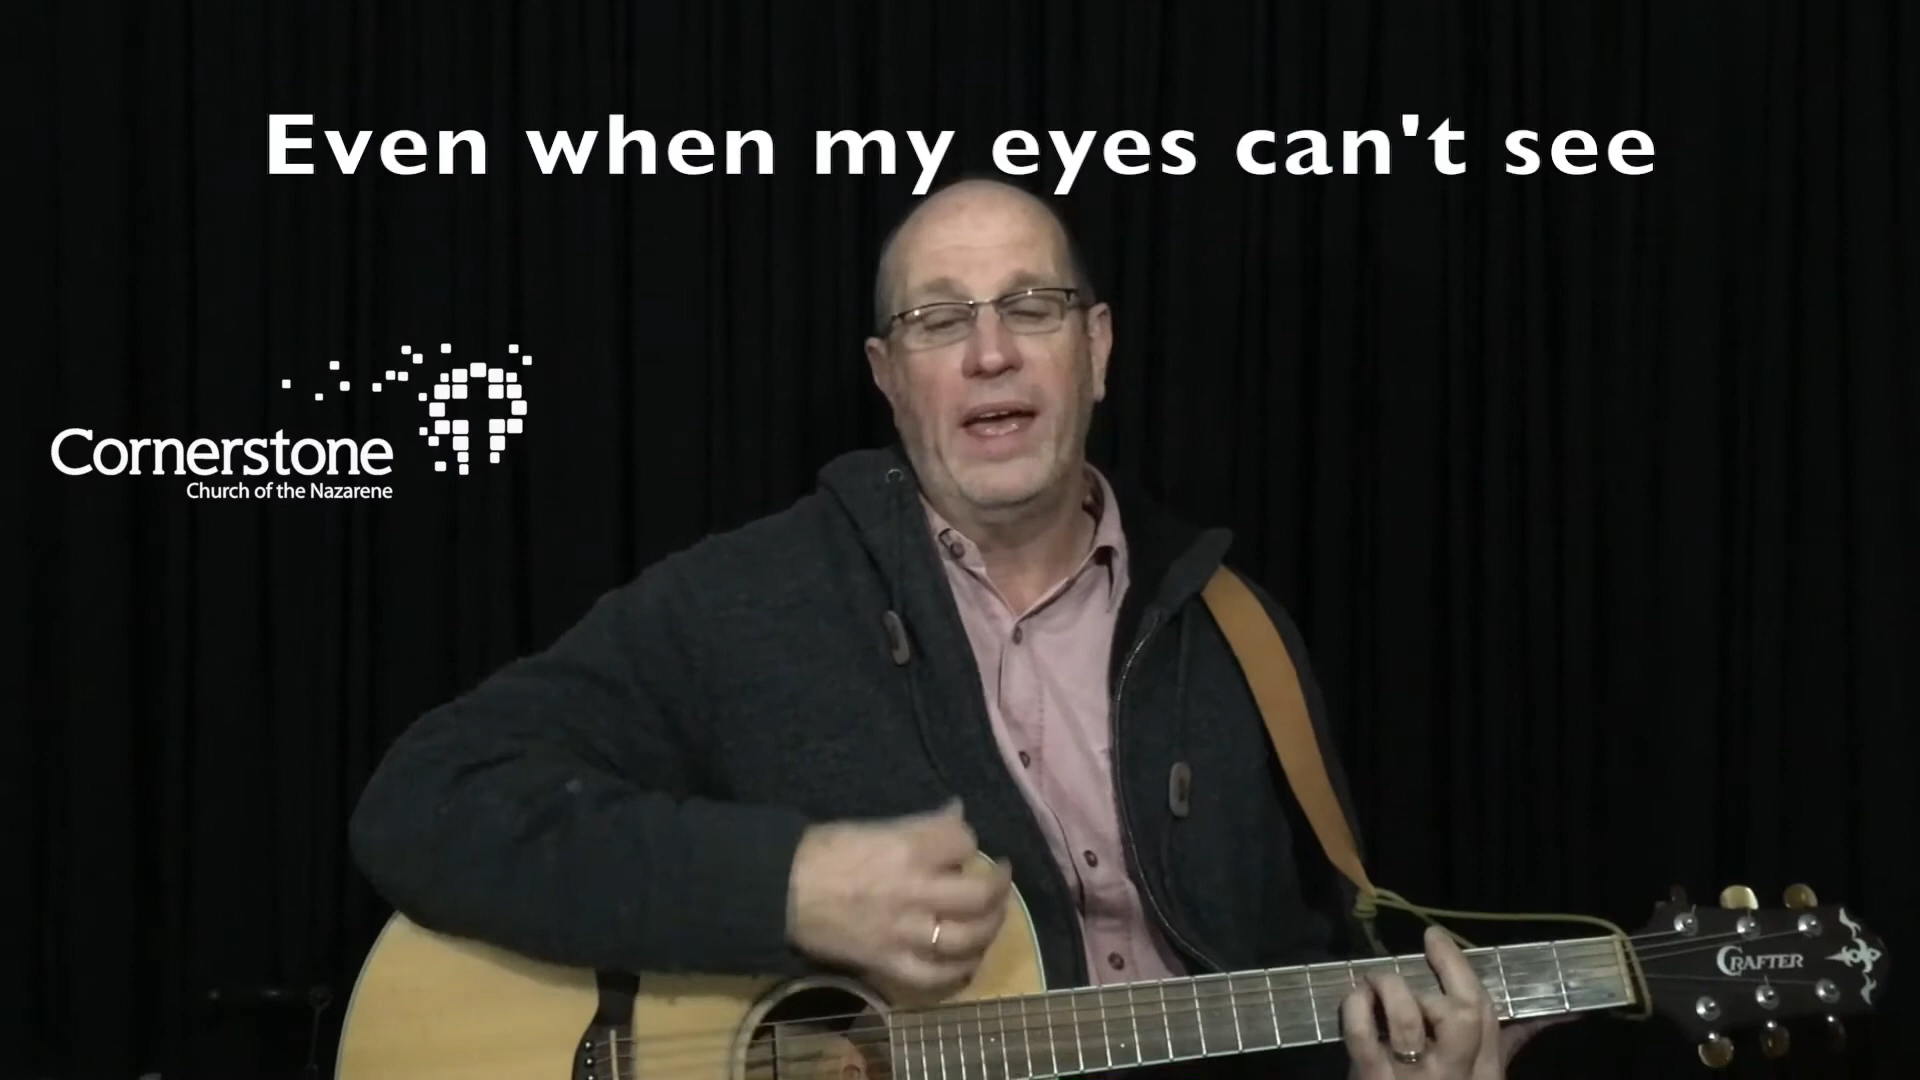 Even when my eyes can't see
Cornerstone
Church of the Nazarene
CRAFTER